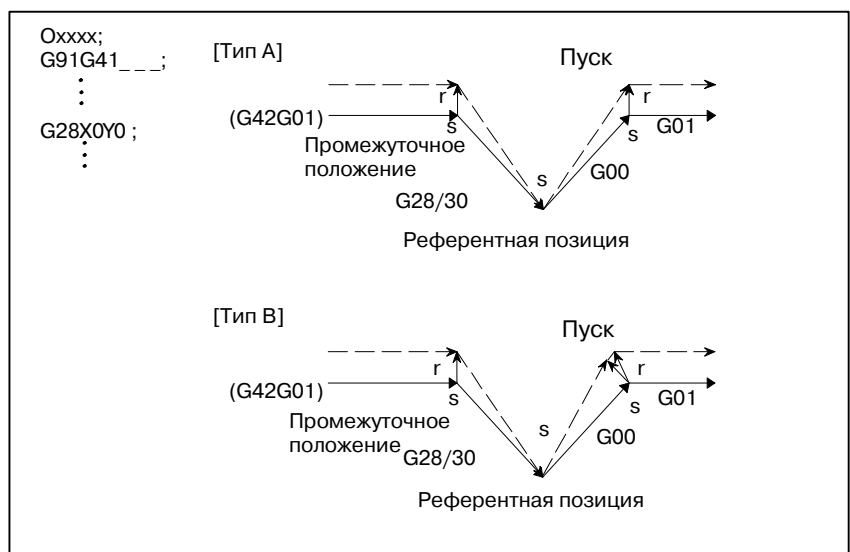 Oxxxx;
G91G41_ _ _;
G28X0Y0 ;
[Тип A]
Пуск
r
r
(G42G01)
s
s
G01
Промежуточное
положение
s
G00
G28/30
Референтная позиция
[Тип B]
Пуск
r
r
(G42G01)
s
s
G01
Промежуточное
положение
s
G00
G28/30
Референтная позиция